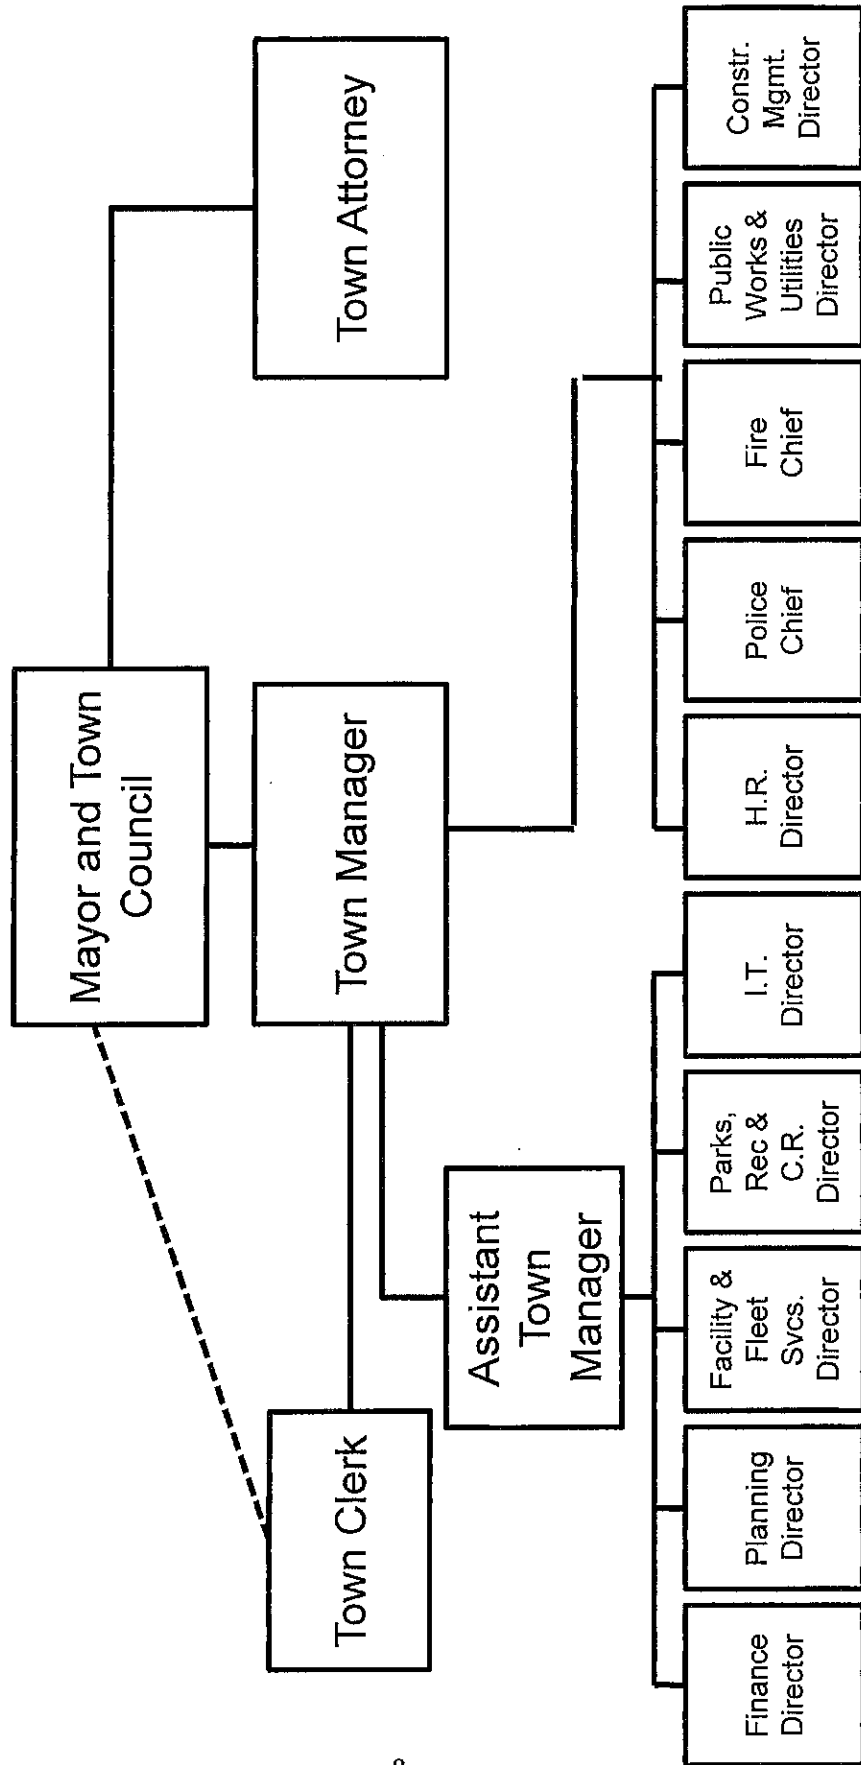 Mayor and Town
Council
Town Attorney
Town Manager
Town Clerk
Assistant
Town
Manager
Finance
Director
Planning
Director
Facility &
Fleet
Svcs.
Director
Parks,
Rec &
C.R.
Director
I.T.
Director
H.R.
Director
Police
Chief
Fire
Chief
Public
Works &
Utilities
Director
Constr.
Mgmt.
Director